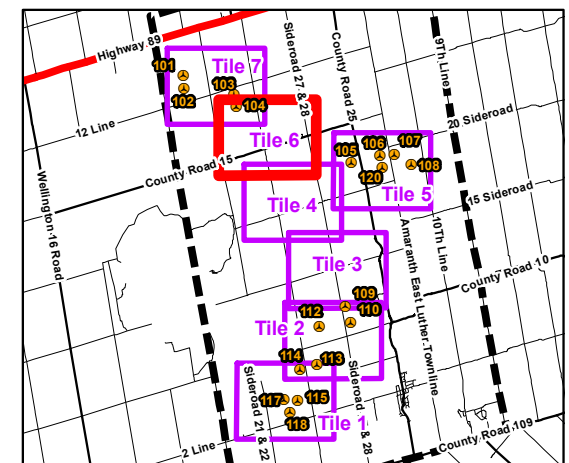 Highway 89
101
102
103
104
Tile 7
Sideroad 27 & 28
County Road 25
9Th Line
12 Line
Tile 6
20 Sideroad
County Road 15
105
106
107
108
120
Tile 5
Wellington 16 Road
Tile 4
15 Sideroad
10Th Line
Amaranth East Luther Townline
Tile 3
County Road 10
109
110
112
Tile 2
114
113
Sideroad 21 & 22
117
115
118
Tile 1
2 Line
County Road 109